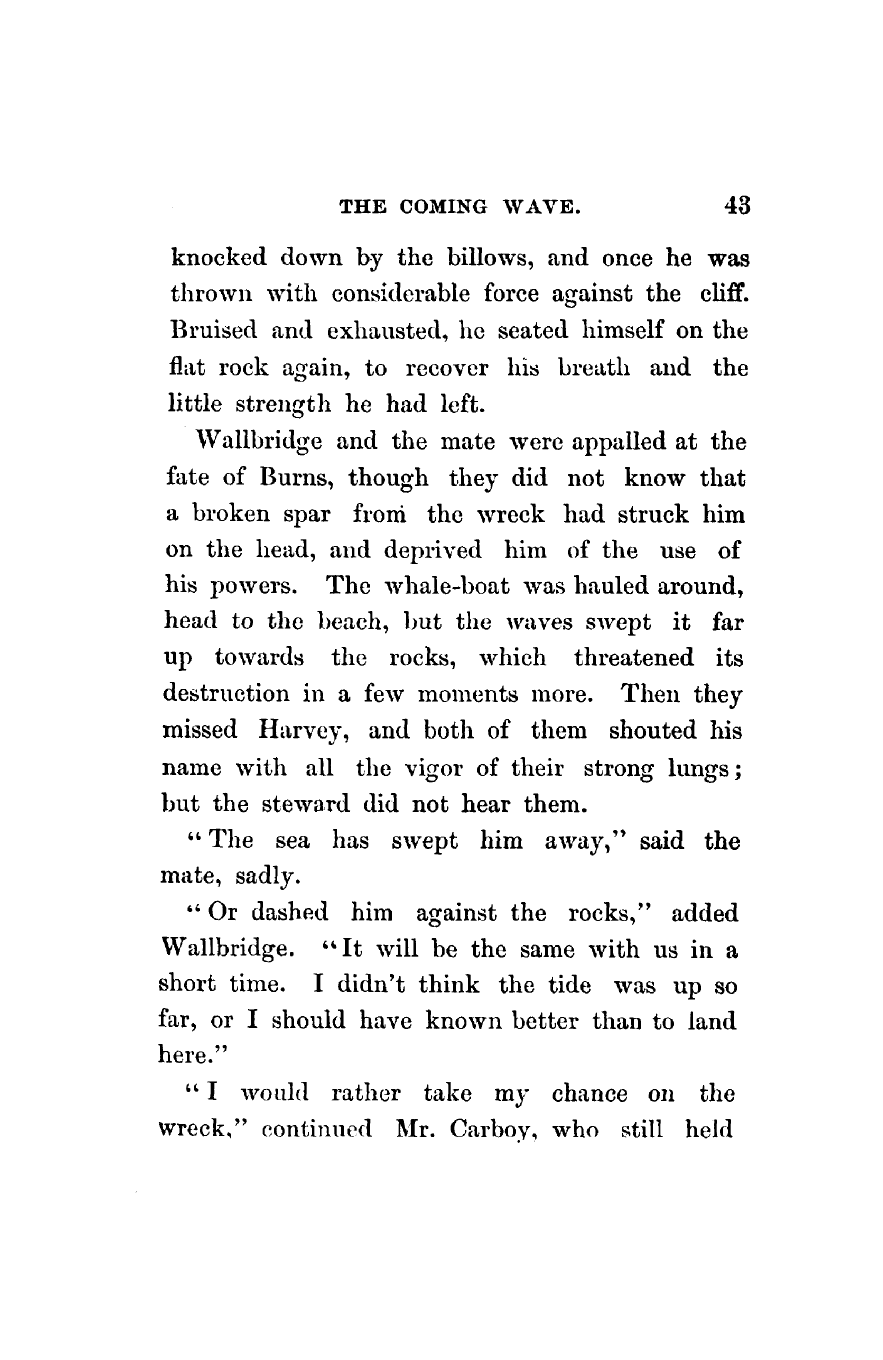 THE COMING WAVE. 43
knocked down by the billows, and once he was
thrown with considerable force against the cliff.
Bruised and exhausted, he seated himself on the
flat rock again, to recover his breath and the
little strength he had left.
Wallbridge and the mate were appalled at the
fate of Burns, though they did not know that
a broken spar from the wreck had struck him
on the head, and deprived him of the use of
his powers. The whale-boat was hauled around,
head to the beach, but the waves swept it far
up towards the rocks, which threatened its
destruction in a few moments more. Then they
missed Harvey, and both of them shouted his
name with all the vigor of their strong lungs;
but the steward did not hear them.
"The sea has swept him away," said the
mate, sadly.
"Or dashed him against the rocks," added
Wallbridge. "It will be the same with us in a
short time. I didn't think the tide was up so
far, or I should have known better than to land
here."
"I would rather take my chance on the
wreck," continued Mr. Carboy, who still held